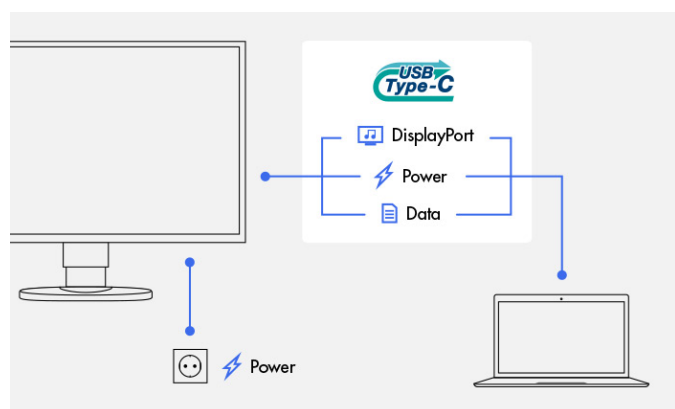 USB
Type-C
DisplayPort
Power
Data
Power